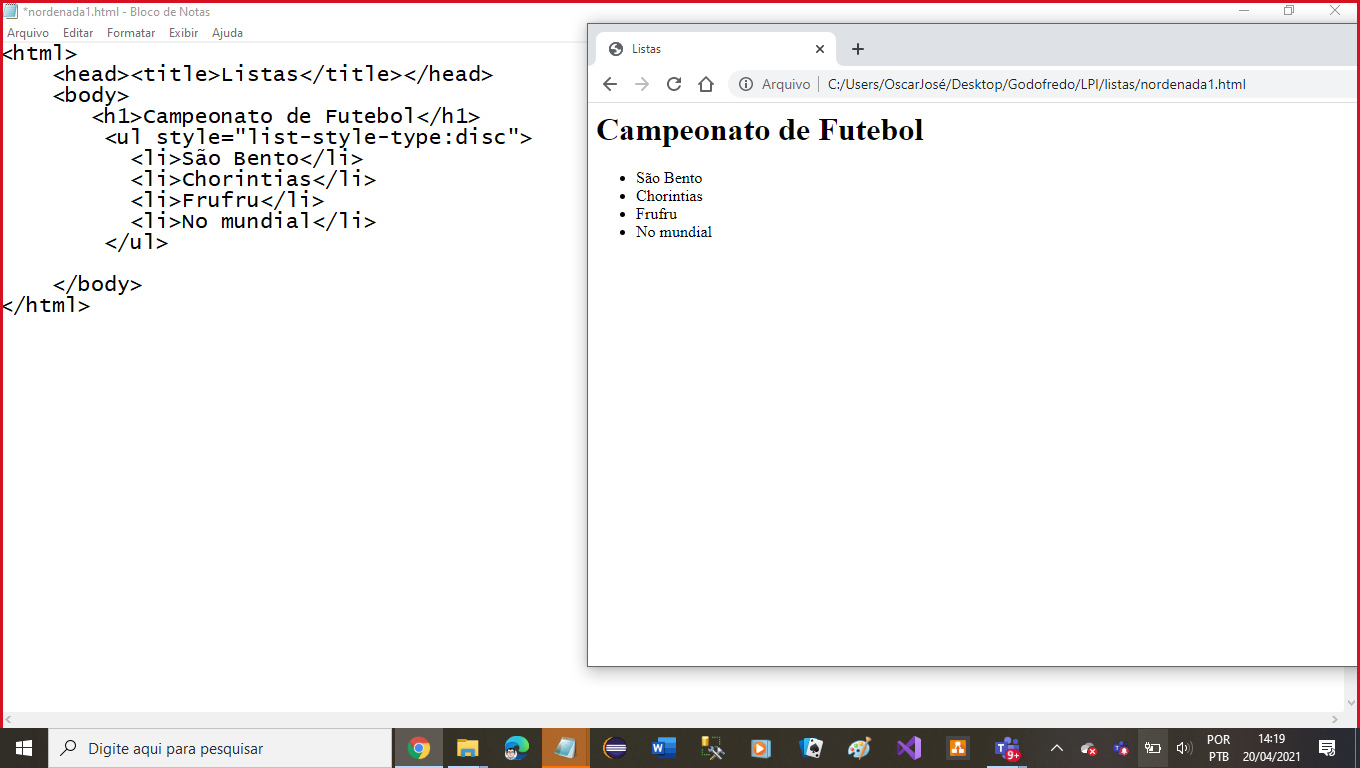 *nordenada1.html - Bloco de Notas
Arquivo Editar Formatar Exibir Ajuda
<html>
    <head><title>Listas</title></head>
    <body>
       <h1>Campeonato de Futebol</h1>
        <ul style="list-style-type:disc">
          <li>São Bento</li>
          <li>Chorintias</li>
          <li>Frufru</li>
          <li>No mundial</li>
        </ul>
    </body>
</html>
Listas
Arquivo C:/Users/OscarJosé/Desktop/Godofredo/LPI/listas/nordenada1.html
Campeonato de Futebol
São Bento
Chorintias
Frufru
No mundial
Digite aqui para pesquisar
9+
POR
PTB
14:19
20/04/2021